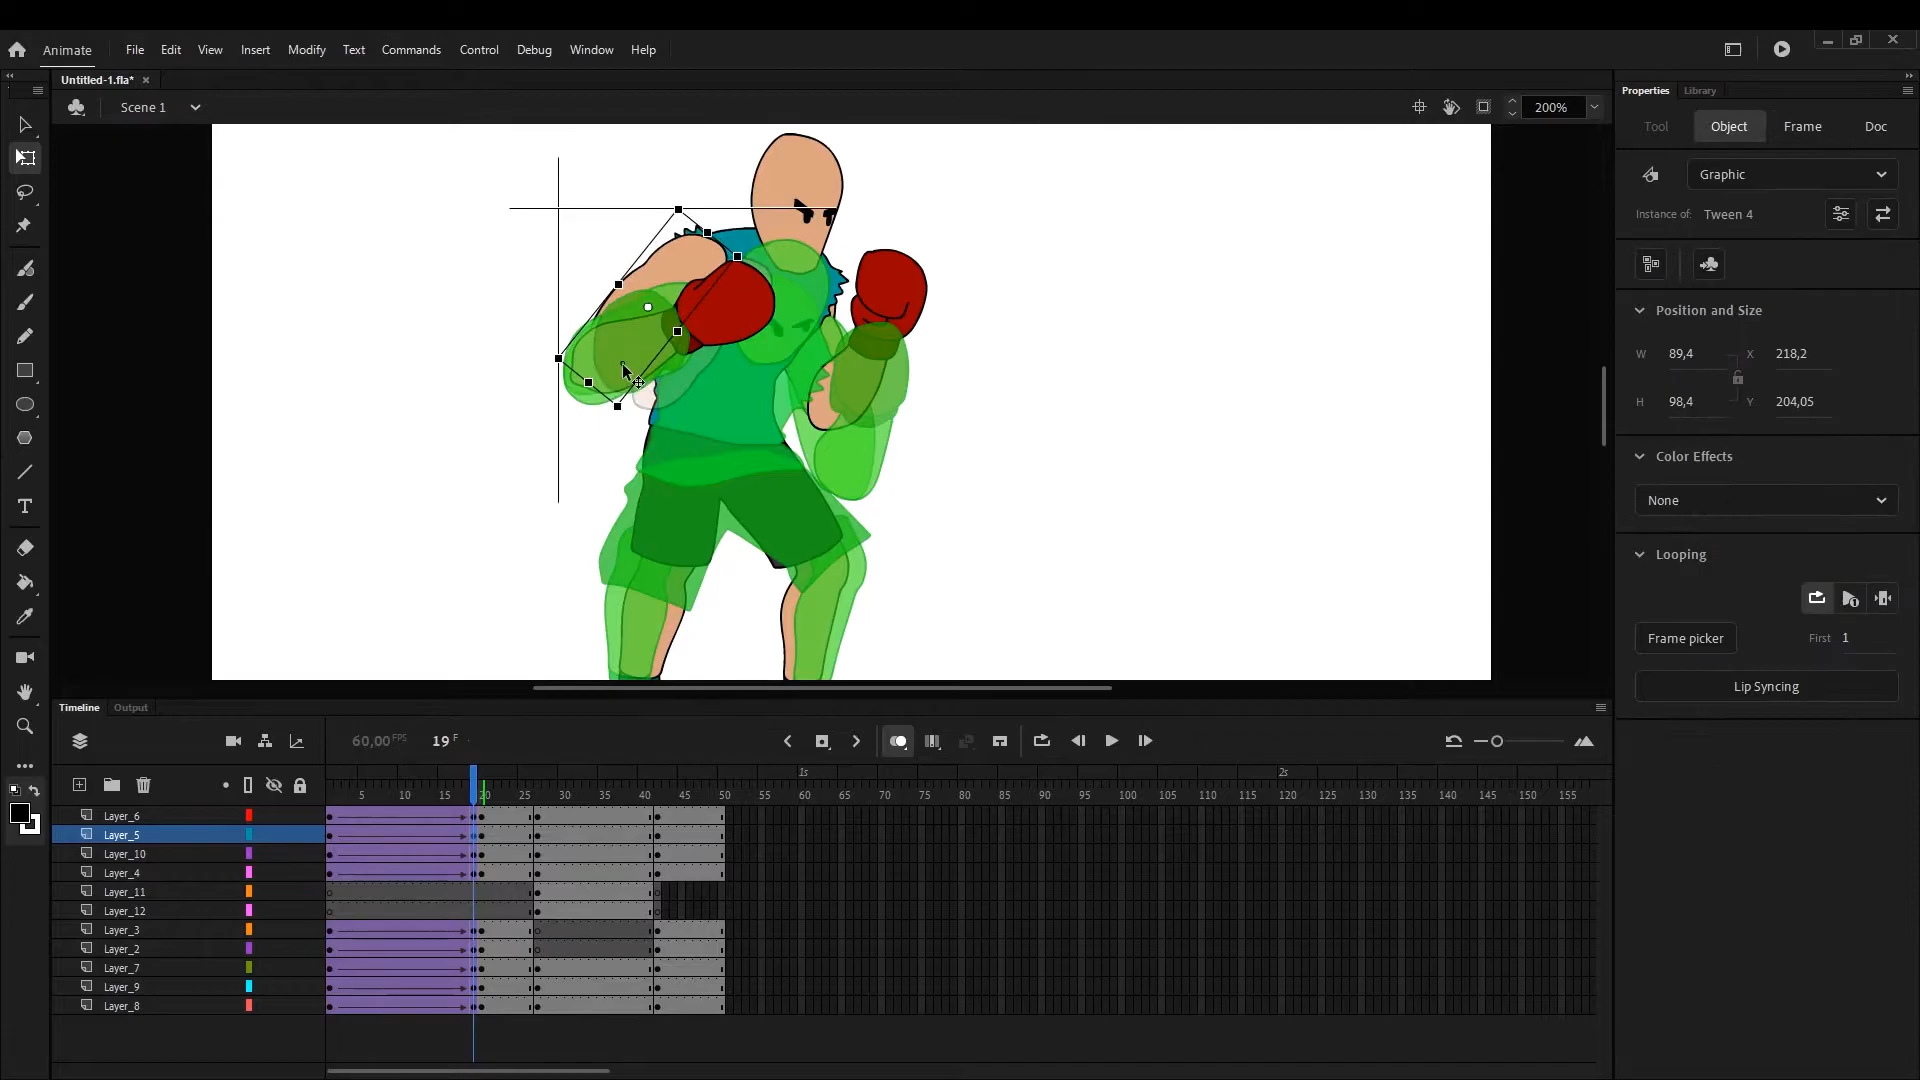 Animate File Edit View Insert Modify Text Commands Control Debug Window Help
Untitled-1.fla* ×
Scene 1 200%
Properties Library
Tool Object Frame Doc
Graphic
Instance of: Tween 4
Position and Size
W 89,4 X 218,2
H 98,4 Y 204,05
Color Effects
None
Looping
Frame picker First 1
Lip Syncing
Timeline Output
60,00 FPS 19 F
1s 2s
5 10 15 20 25 30 35 40 45 50 55 60 65 70 75 80 85 90 95 100 105 110 115 120 125 130 135 140 145 150 155
Layer_6
Layer_5
Layer_10
Layer_4
Layer_11
Layer_12
Layer_3
Layer_2
Layer_7
Layer_9
Layer_8